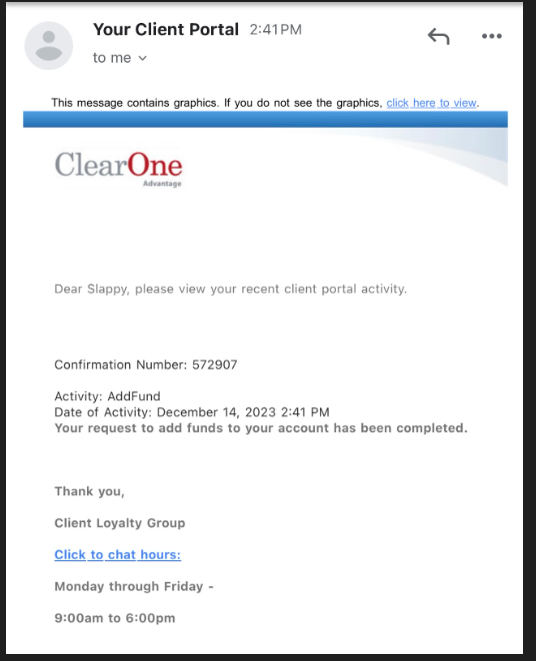 Your Client Portal 2:41 PM
to me
This message contains graphics. If you do not see the graphics, click here to view.
ClearOne
Advantage
Dear Slappy, please view your recent client portal activity.
Confirmation Number: 572907
Activity: AddFund
Date of Activity: December 14, 2023 2:41 PM
Your request to add funds to your account has been completed.
Thank you,
Client Loyalty Group
Click to chat hours:
Monday through Friday -
9:00am to 6:00pm